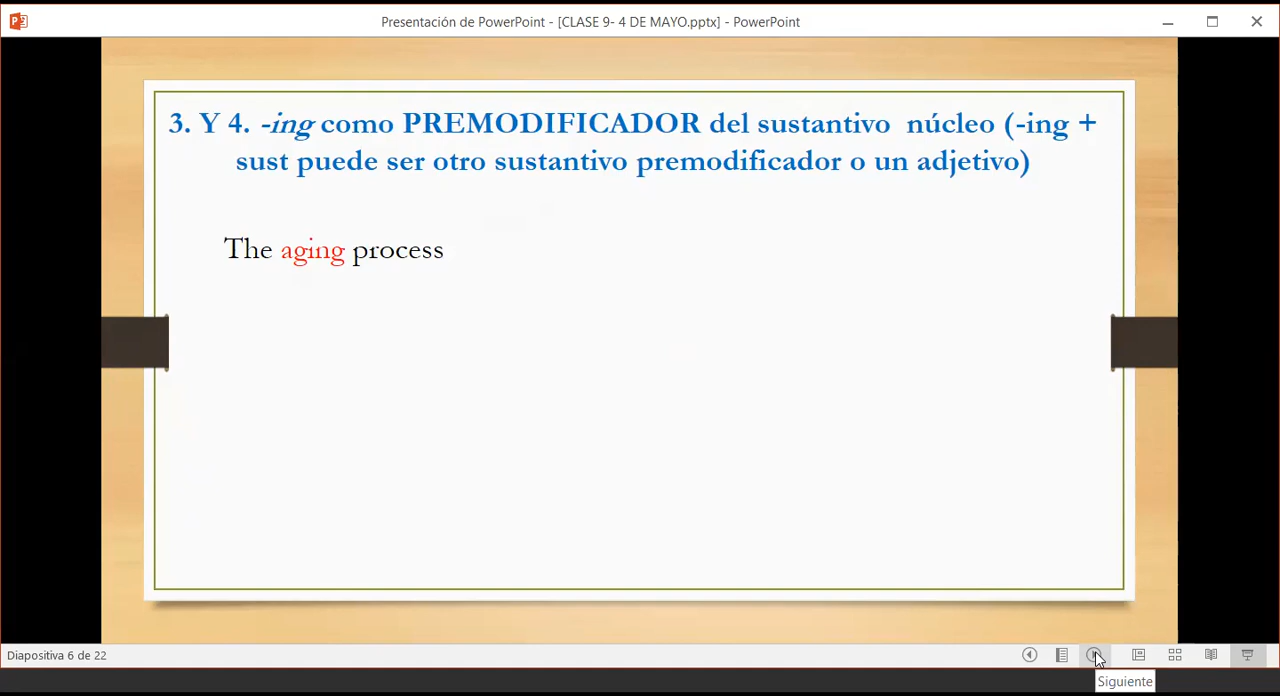 Presentación de PowerPoint - [CLASE 9- 4 DE MAYO.pptx] - PowerPoint
3. Y 4. -ing como PREMODIFICADOR del sustantivo núcleo (-ing +
sust puede ser otro sustantivo premodificador o un adjetivo)
The aging process
Diapositiva 6 de 22
Siguiente